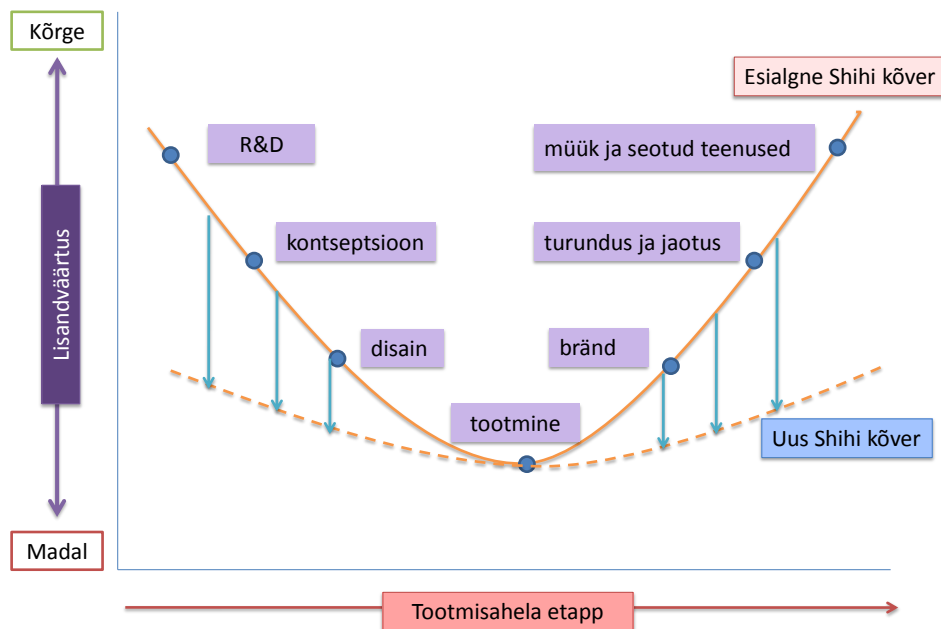 Kõrge
Esialgne Shihi kõver
R&D
müük ja seotud teenused
kontseptsioon
turundus ja jaotus
Lisandväärtus
disain
bränd
tootmine
Uus Shihi kõver
Madal
Tootmisahela etapp